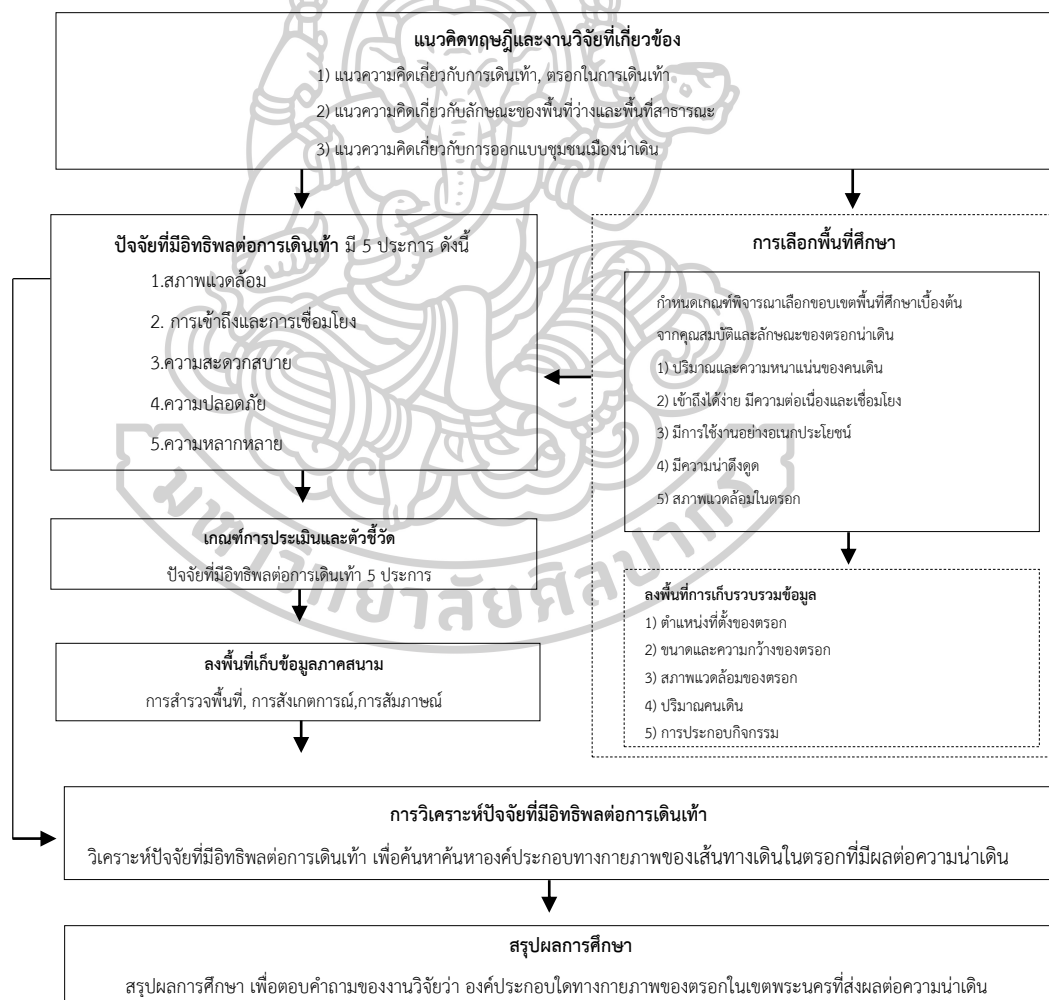 แนวคิดทฤษฎีและงานวิจัยที่เกี่ยวข้อง
1) แนวความคิดเกี่ยวกับการเดินเท้า, ตรอกในการเดินเท้า
2) แนวความคิดเกี่ยวกับลักษณะของพื้นที่ว่างและพื้นที่สาธารณะ
3) แนวความคิดเกี่ยวกับการออกแบบชุมชนเมืองน่าเดิน
ปัจจัยที่มีอิทธิพลต่อการเดินเท้า มี 5 ประการ ดังนี้
1.สภาพแวดล้อม
2. การเข้าถึงและการเชื่อมโยง
3.ความสะดวกสบาย
4.ความปลอดภัย
5.ความหลากหลาย
การเลือกพื้นที่ศึกษา
กำหนดเกณฑ์พิจารณาเลือกขอบเขตพื้นที่ศึกษาเบื้องต้น
จากคุณสมบัติและลักษณะของตรอกน่าเดิน
1) ปริมาณและความหนาแน่นของคนเดิน
2) เข้าถึงได้ง่าย มีความต่อเนื่องและเชื่อมโยง
3) มีการใช้งานอย่างอเนกประโยชน์
4) มีความน่าดึงดูด
5) สภาพแวดล้อมในตรอก
เกณฑ์การประเมินและตัวชี้วัด
ปัจจัยที่มีอิทธิพลต่อการเดินเท้า 5 ประการ
ลงพื้นที่เก็บข้อมูลภาคสนาม
การสำรวจพื้นที่, การสังเกตการณ์,การสัมภาษณ์
ลงพื้นที่การเก็บรวบรวมข้อมูล
1) ตำแหน่งที่ตั้งของตรอก
2) ขนาดและความกว้างของตรอก
3) สภาพแวดล้อมของตรอก
4) ปริมาณคนเดิน
5) การประกอบกิจกรรม
มหาวิทยาลัยศิลปากร
การวิเคราะห์ปัจจัยที่มีอิทธิพลต่อการเดินเท้า
วิเคราะห์ปัจจัยที่มีอิทธิพลต่อการเดินเท้า เพื่อค้นหาค้นหาองค์ประกอบทางกายภาพของเส้นทางเดินในตรอกที่มีผลต่อความน่าเดิน
สรุปผลการศึกษา
สรุปผลการศึกษา เพื่อตอบคำถามของงานวิจัยว่า องค์ประกอบใดทางกายภาพของตรอกในเขตพระนครที่ส่งผลต่อความน่าเดิน